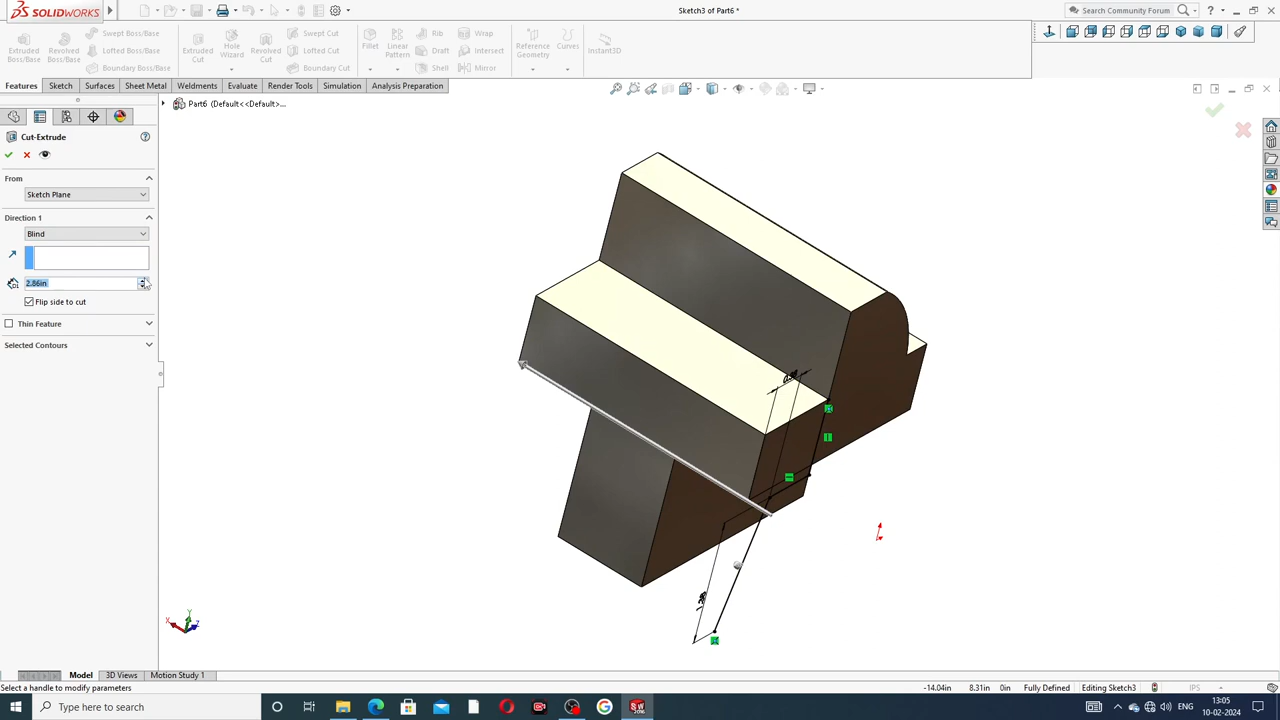 SOLIDWORKS
Sketch3 of Part6 *
Search Community Forum
Extruded Boss/Base
Revolved Boss/Base
Swept Boss/Base
Lofted Boss/Base
Boundary Boss/Base
Extruded Cut
Hole Wizard
Revolved Cut
Swept Cut
Lofted Cut
Boundary Cut
Fillet
Linear Pattern
Rib
Draft
Shell
Wrap
Intersect
Mirror
Reference Geometry
Curves
Instant3D
Features Sketch Surfaces Sheet Metal Weldments Evaluate Render Tools Simulation Analysis Preparation
Part6 (Default<<Default>...
Cut-Extrude
From
Sketch Plane
Direction 1
Blind
2.86in
Flip side to cut
Thin Feature
Selected Contours
Y
X
Z
Model 3D Views Motion Study 1
Select a handle to modify parameters
-14.04in 8.31in 0in Fully Defined Editing Sketch3 IPS
Type here to search
ENG
13:05
10-02-2024